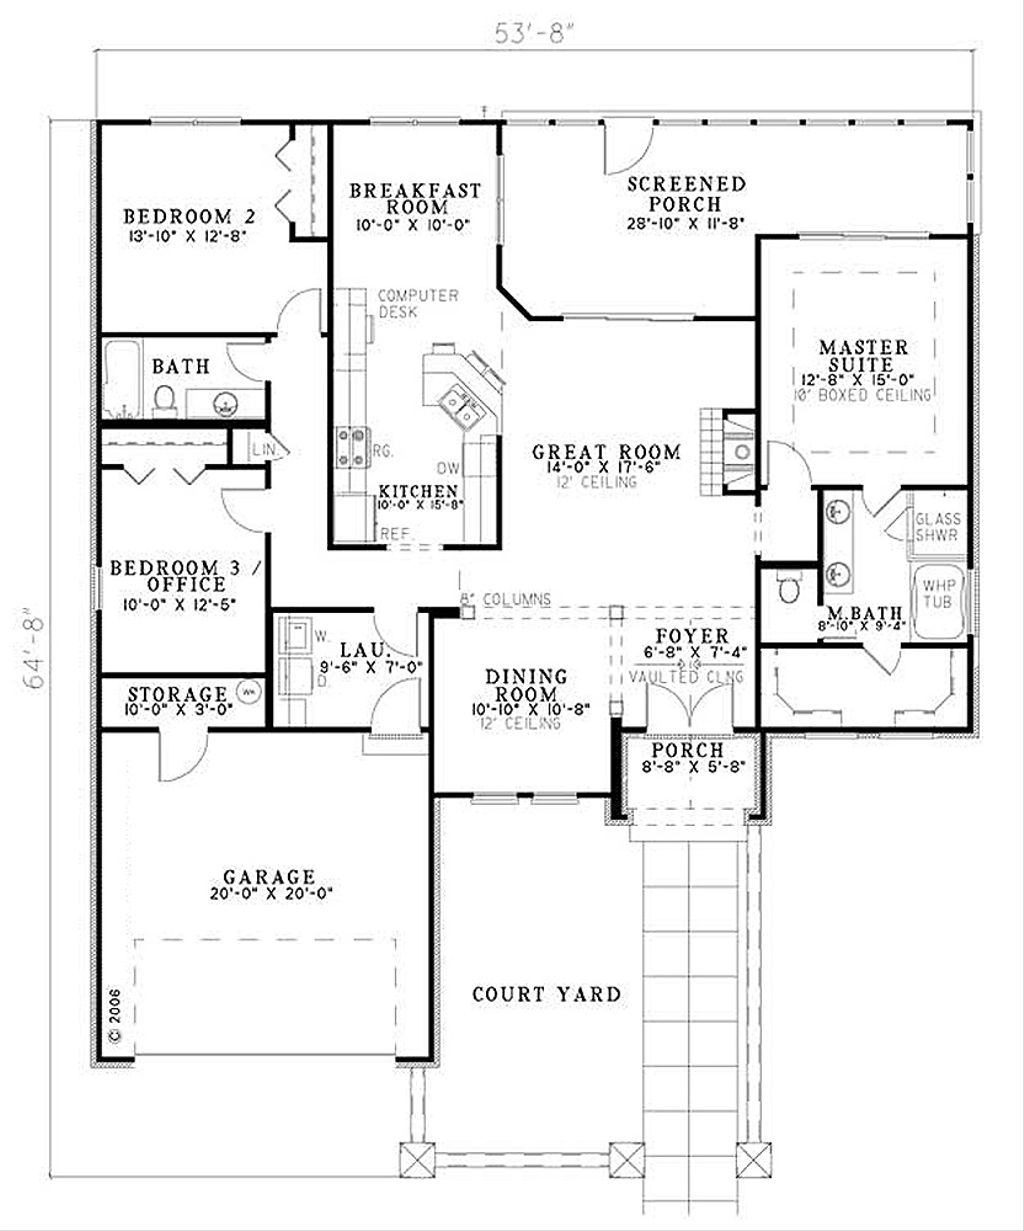 53'-8"
BREAKFAST
ROOM
10'-0" X 10'-0"
SCREENED
PORCH
28'-10" X 11'-8"
BEDROOM 2
13'-10" X 12'-8"
COMPUTER
DESK
BATH
MASTER
SUITE
12'-8" X 15'-0"
10' BOXED CEILING
LIN.
RG.
DW
GREAT ROOM
14'-0" X 17'-6"
12' CEILING
KITCHEN
10'-0" X 15'-8"
REF.
GLASS
SHWR
BEDROOM 3 /
OFFICE
10'-0" X 12'-5"
WHP
TUB
8" COLUMNS
M.BATH
8'-10" X 9'-4"
64'-8"
W.
D.
LAU.
9'-6" X 7'-0"
FOYER
6'-8" X 7'-4"
VAULTED CLNG
DINING
ROOM
10'-10" X 10'-8"
12' CEILING
STORAGE
10'-0" X 3'-0"
WH
PORCH
8'-8" X 5'-8"
GARAGE
20'-0" X 20'-0"
COURT YARD
© 2006